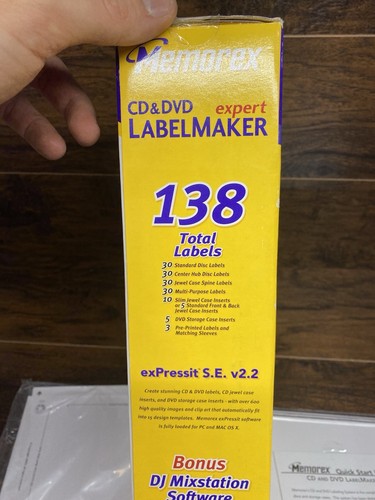 Memorex
CD & DVD expert
LABELMAKER
138
Total
Labels
30 Standard Disc Labels
30 Center Hub Disc Labels
30 Jewel Case Spine Labels
30 Multi-Purpose Labels
10 Slim Jewel Case Inserts
or 5 Standard Front & Back
Jewel Case Inserts
5 DVD Storage Case Inserts
3 Pre-Printed Labels and
Matching Sleeves
exPressit S.E. v2.2
Create stunning CD & DVD labels, CD jewel case
inserts, and DVD storage case inserts - with over 600
high quality images and clip art that automatically fit
into 15 design templates. Memorex exPressit software
is fully loaded for PC and MAC OS X.
Bonus
DJ Mixstation
Software
Memorex Quick Start
CD AND DVD LABELMA